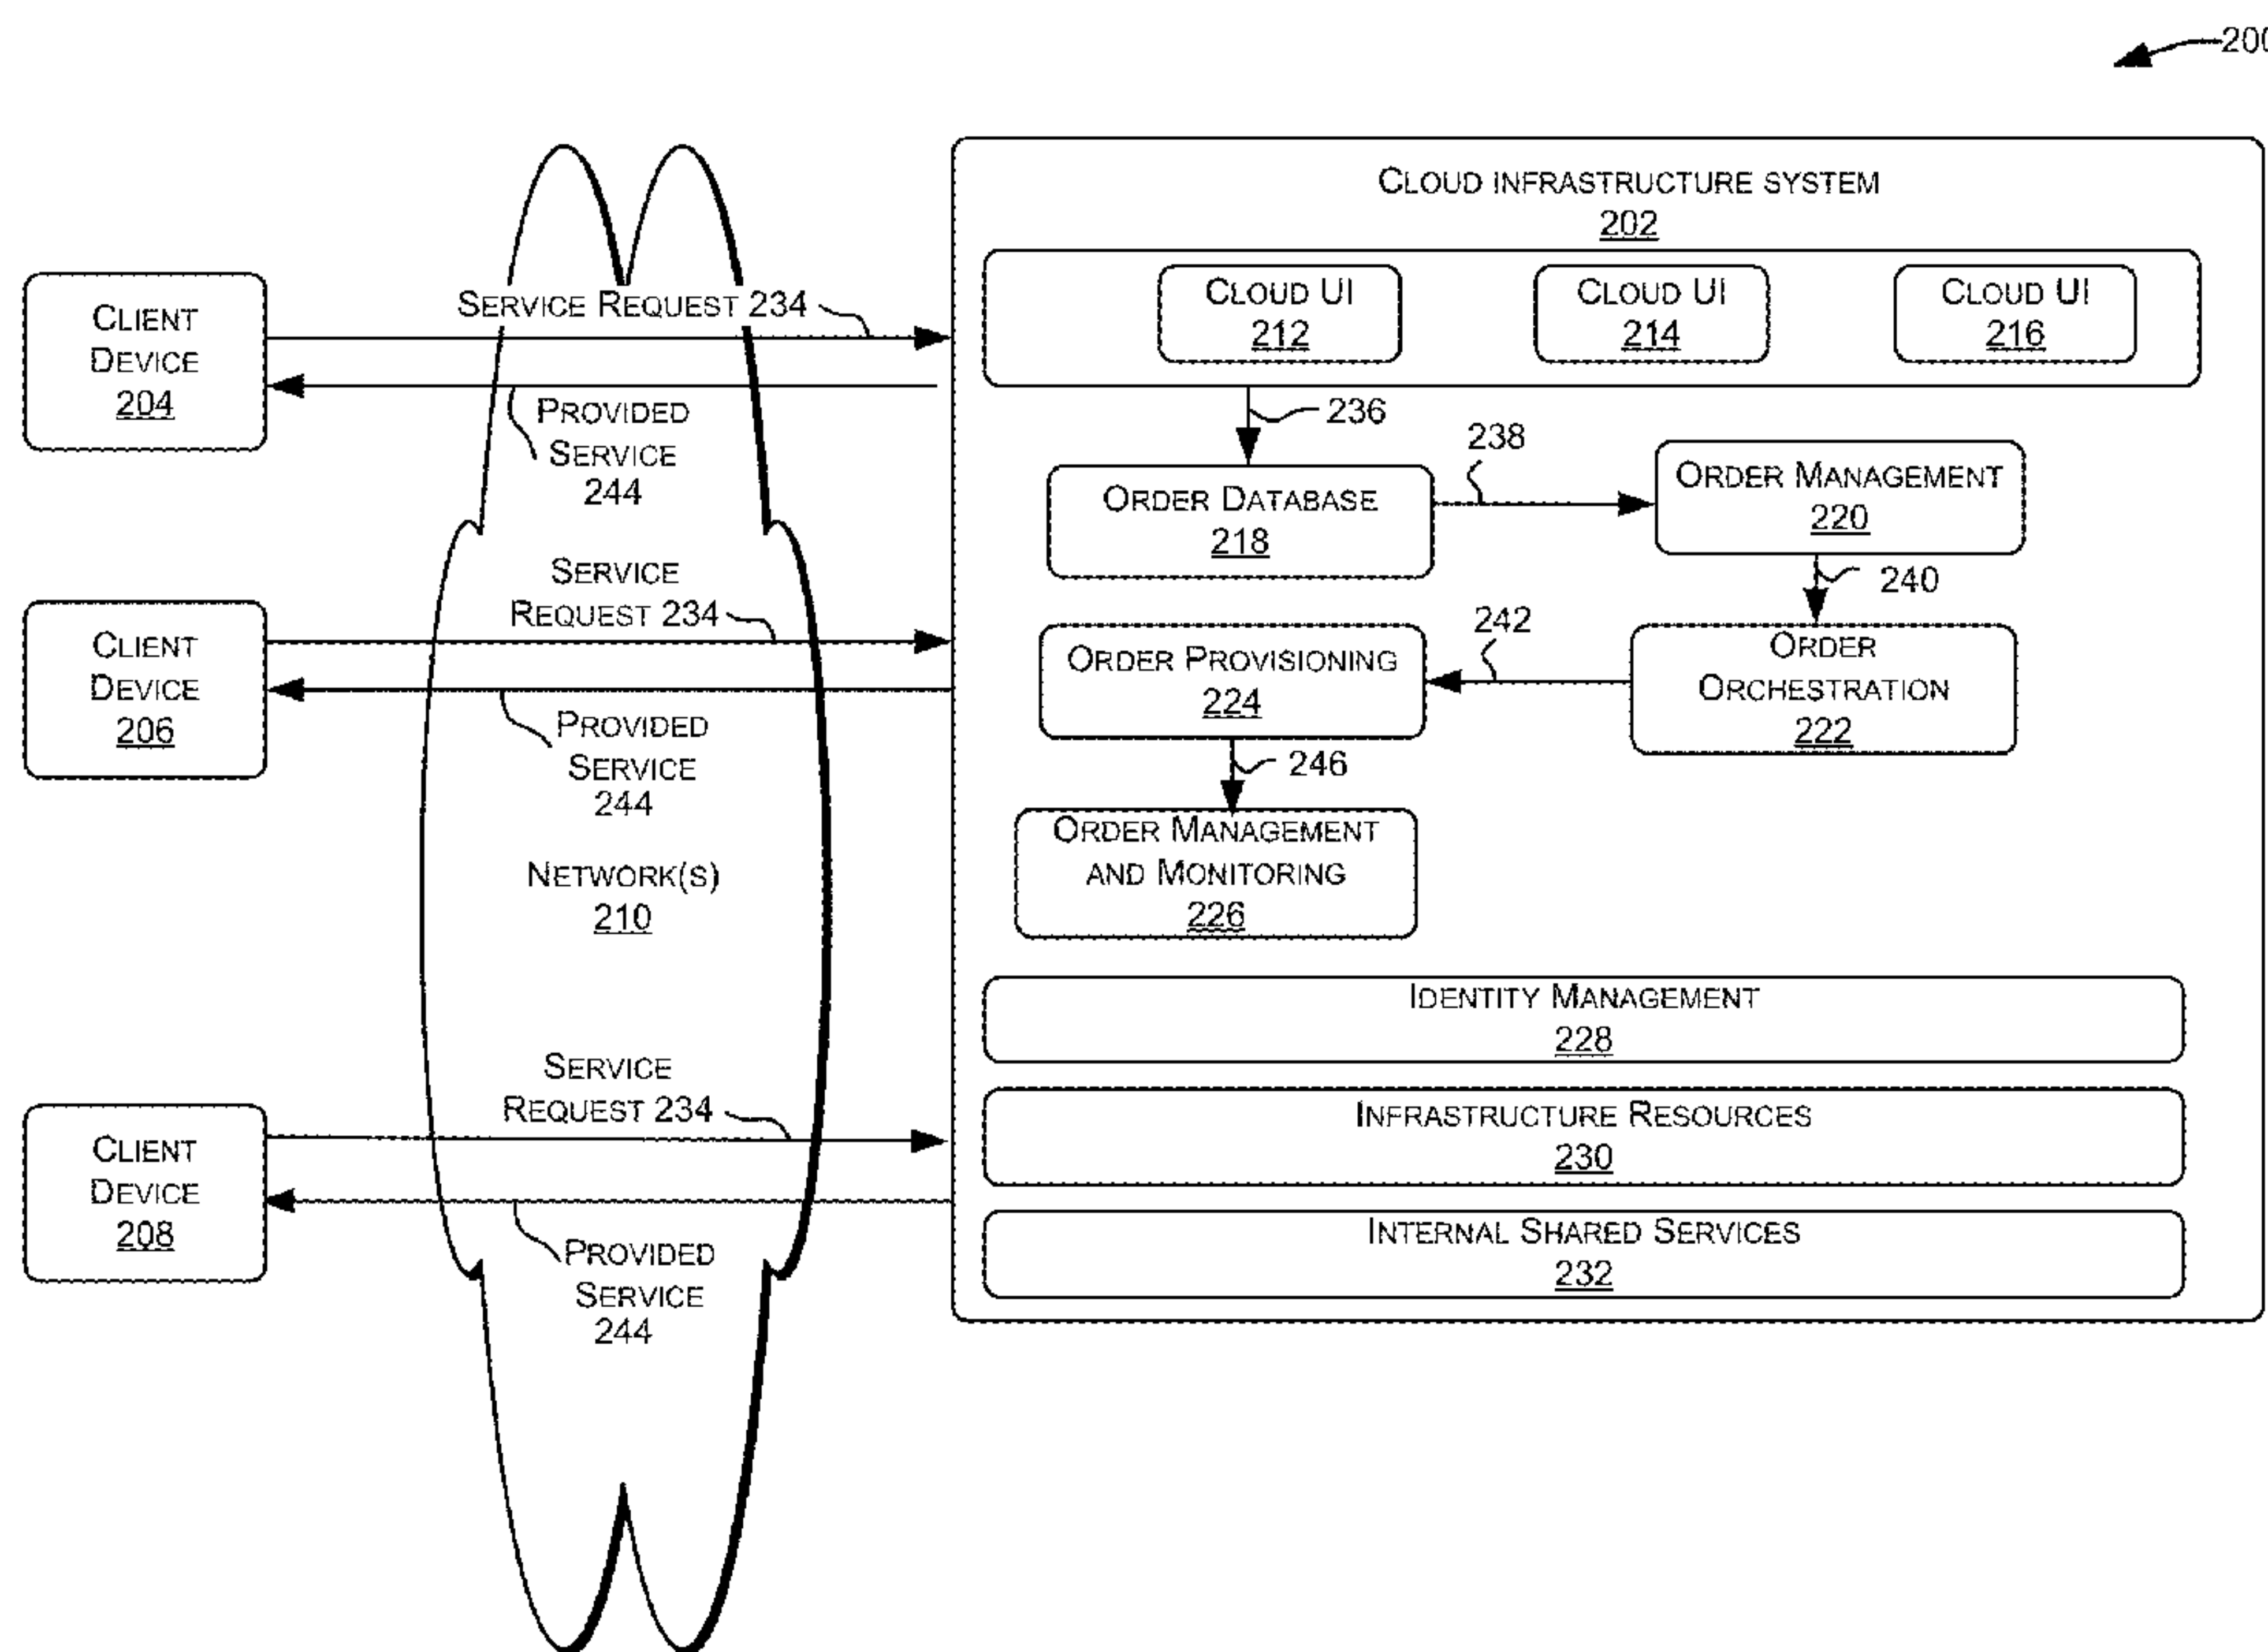 200
CLOUD INFRASTRUCTURE SYSTEM
202
CLOUD UI
212
CLOUD UI
214
CLOUD UI
216
CLIENT
DEVICE
204
SERVICE REQUEST 234
PROVIDED
SERVICE
244
236
238
ORDER DATABASE
218
ORDER MANAGEMENT
220
240
CLIENT
DEVICE
206
SERVICE
REQUEST 234
PROVIDED
SERVICE
244
ORDER PROVISIONING
224
242
ORDER
ORCHESTRATION
222
246
ORDER MANAGEMENT
AND MONITORING
226
NETWORK(S)
210
IDENTITY MANAGEMENT
228
CLIENT
DEVICE
208
SERVICE
REQUEST 234
PROVIDED
SERVICE
244
INFRASTRUCTURE RESOURCES
230
INTERNAL SHARED SERVICES
232